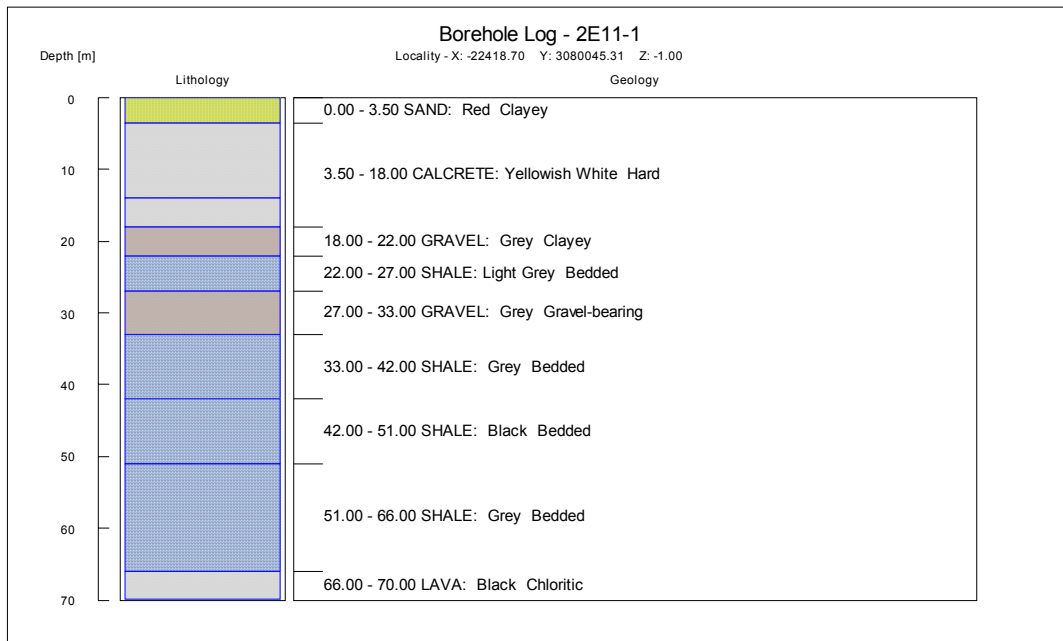 Borehole Log - 2E11-1
Depth [m]
Locality - X: -22418.70 Y: 3080045.31 Z: -1.00
Lithology
Geology
0
0.00 - 3.50 SAND: Red Clayey
10
3.50 - 18.00 CALCRETE: Yellowish White Hard
20
18.00 - 22.00 GRAVEL: Grey Clayey
22.00 - 27.00 SHALE: Light Grey Bedded
30
27.00 - 33.00 GRAVEL: Grey Gravel-bearing
33.00 - 42.00 SHALE: Grey Bedded
40
42.00 - 51.00 SHALE: Black Bedded
50
51.00 - 66.00 SHALE: Grey Bedded
60
66.00 - 70.00 LAVA: Black Chloritic
70